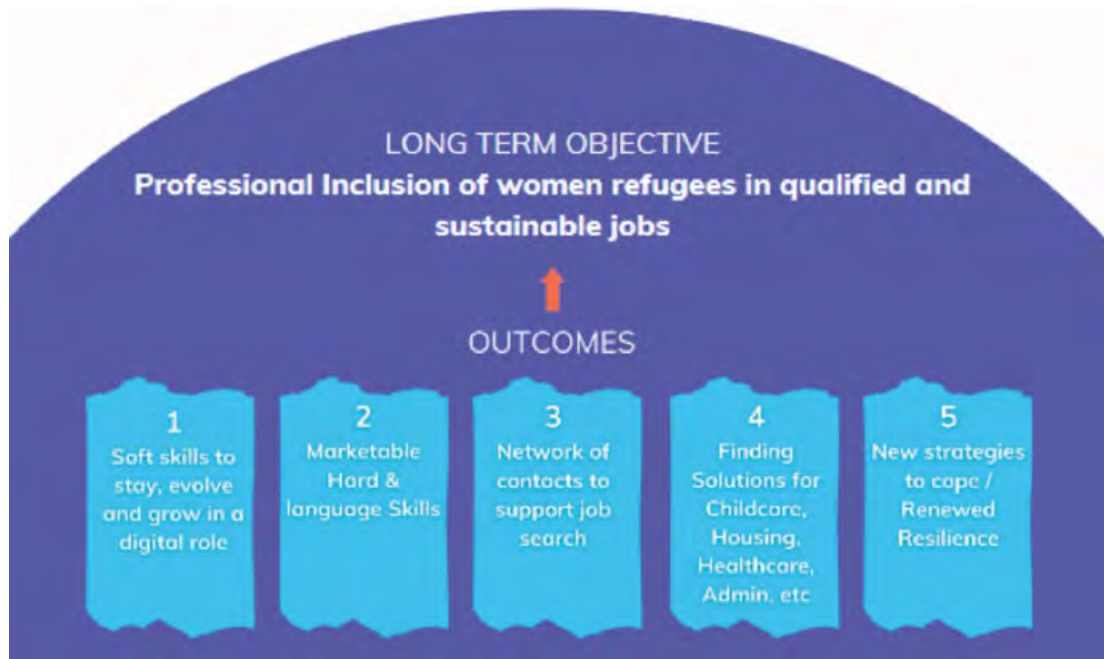 LONG TERM OBJECTIVE
Professional Inclusion of women refugees in qualified and
sustainable jobs
OUTCOMES
1
Soft skills to
stay, evolve
and grow in a
digital role
2
Marketable
Hard &
language Skills
3
Network of
contacts to
support job
search
4
Finding
Solutions for
Childcare,
Housing,
Healthcare,
Admin, etc
5
New strategies
to cope /
Renewed
Resilience